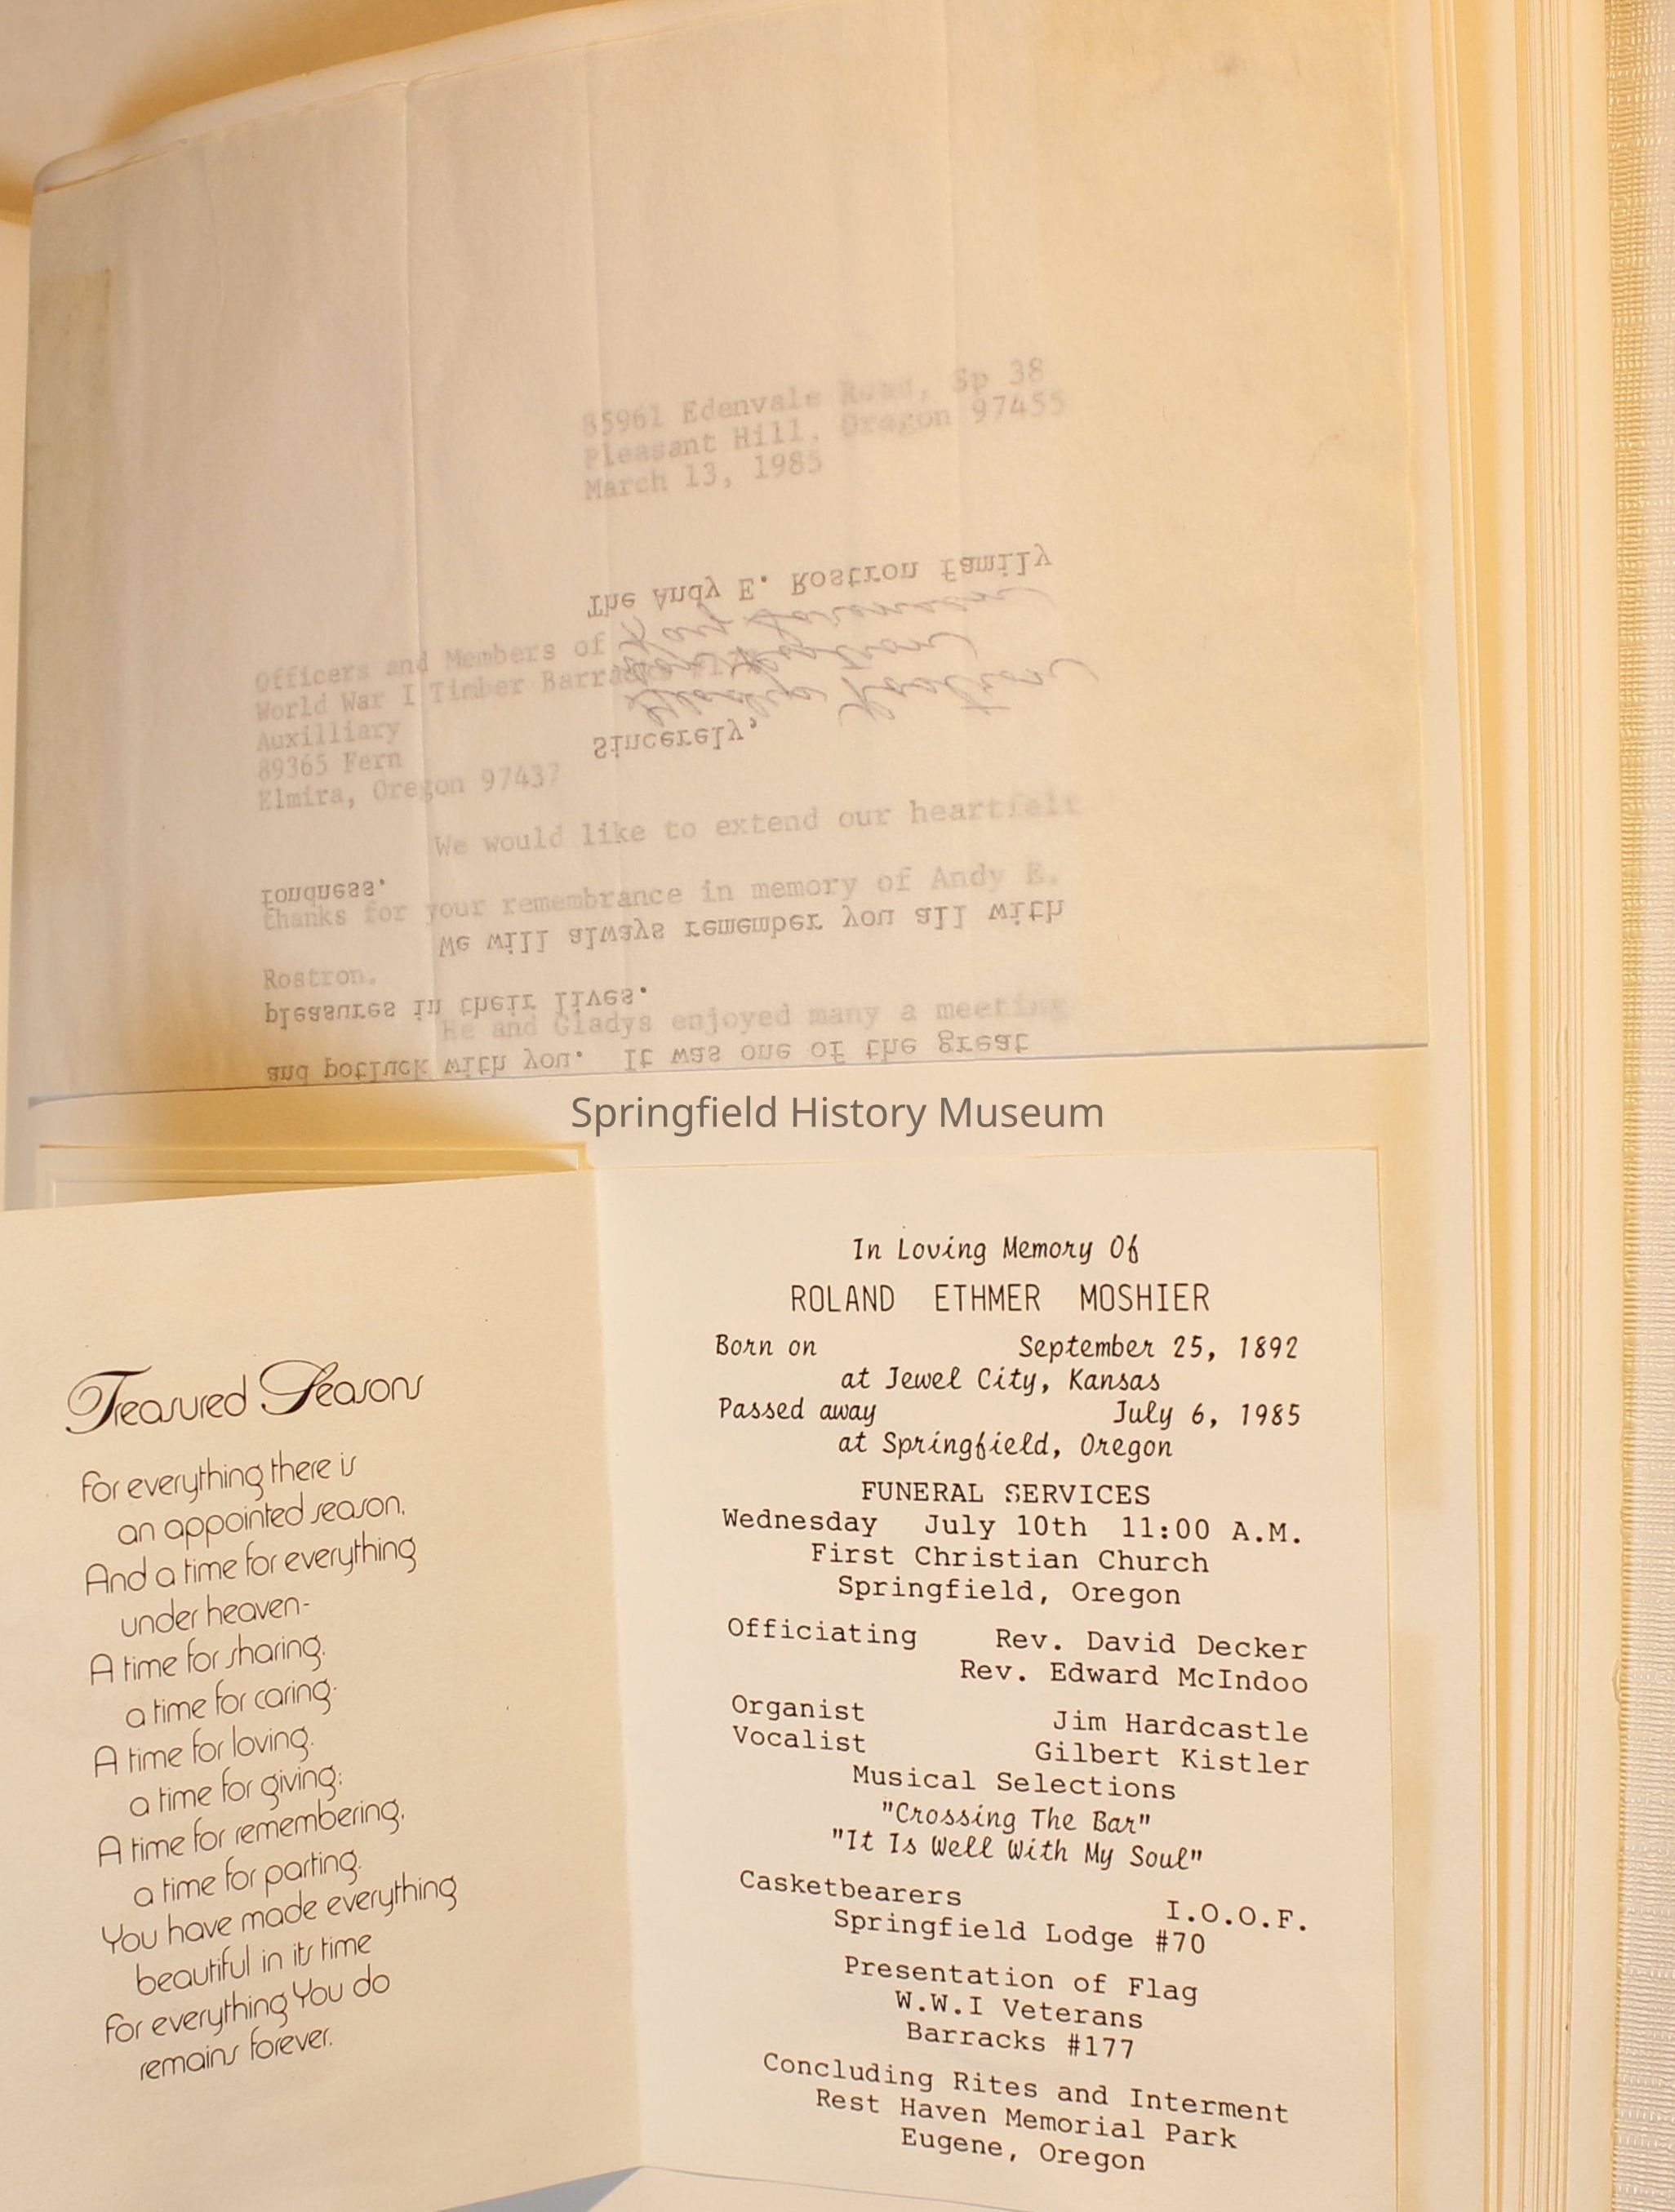 85961 Edenvale Road, Sp 38
Pleasant Hill, Oregon 97455
March 13, 1985
Officers and Members of
World War I Timber Barracks
Auxilliary
89365 Fern
Elmira, Oregon 97437
We would like to extend our heartfelt
thanks for your remembrance in memory of Andy E.
Rostron.
He and Gladys enjoyed many a meeting
and potluck with you. It was one of the great
pleasures in their lives.
We will always remember you all with
fondness.
Sincerely,
Gladys Rostron
Rostron
The Andy E. Rostron family
Springfield History Museum
Treasured Seasons
For everything there is
an appointed season,
And a time for everything
under heaven-
A time for sharing,
a time for caring.
A time for loving,
a time for giving;
A time for remembering,
a time for parting.
You have made everything
beautiful in its time
For everything You do
remains forever.
In Loving Memory Of
ROLAND ETHMER MOSHIER
Born on September 25, 1892
at Jewel City, Kansas
Passed away July 6, 1985
at Springfield, Oregon
FUNERAL SERVICES
Wednesday July 10th 11:00 A.M.
First Christian Church
Springfield, Oregon
Officiating Rev. David Decker
Rev. Edward McIndoo
Organist Jim Hardcastle
Vocalist Gilbert Kistler
Musical Selections
"Crossing The Bar"
"It Is Well With My Soul"
Casketbearers I.O.O.F.
Springfield Lodge #70
Presentation of Flag
W.W.I Veterans
Barracks #177
Concluding Rites and Interment
Rest Haven Memorial Park
Eugene, Oregon